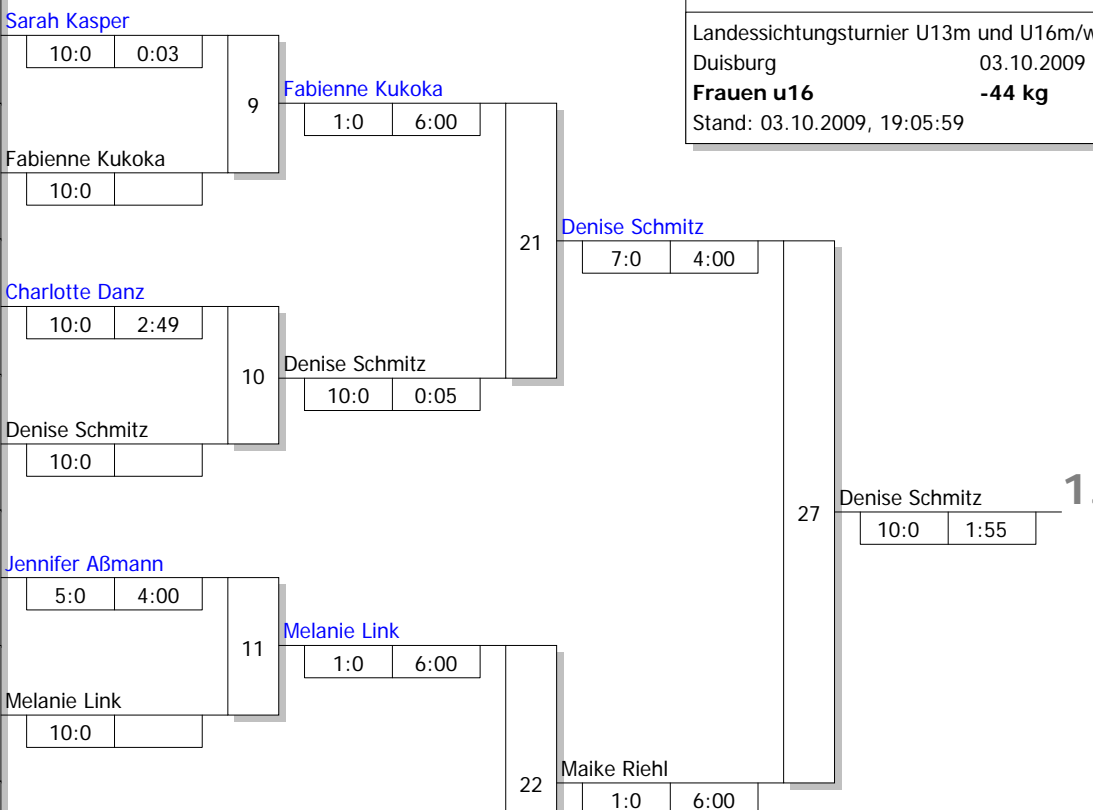 Landessichtungsturnier U13m und U16m/w
Duisburg 03.10.2009
Frauen u16 -44 kg
Stand: 03.10.2009, 19:05:59
Sarah Kasper
10:0 0:03
9
Fabienne Kukoka
10:0
Fabienne Kukoka
1:0 6:00
21
Charlotte Danz
10:0 2:49
10
Denise Schmitz
10:0
Denise Schmitz
10:0 0:05
Denise Schmitz
7:0 4:00
27
Denise Schmitz
10:0 1:55
1.
Jennifer Aßmann
5:0 4:00
11
Melanie Link
10:0
Melanie Link
1:0 6:00
22
Maike Riehl
1:0 6:00